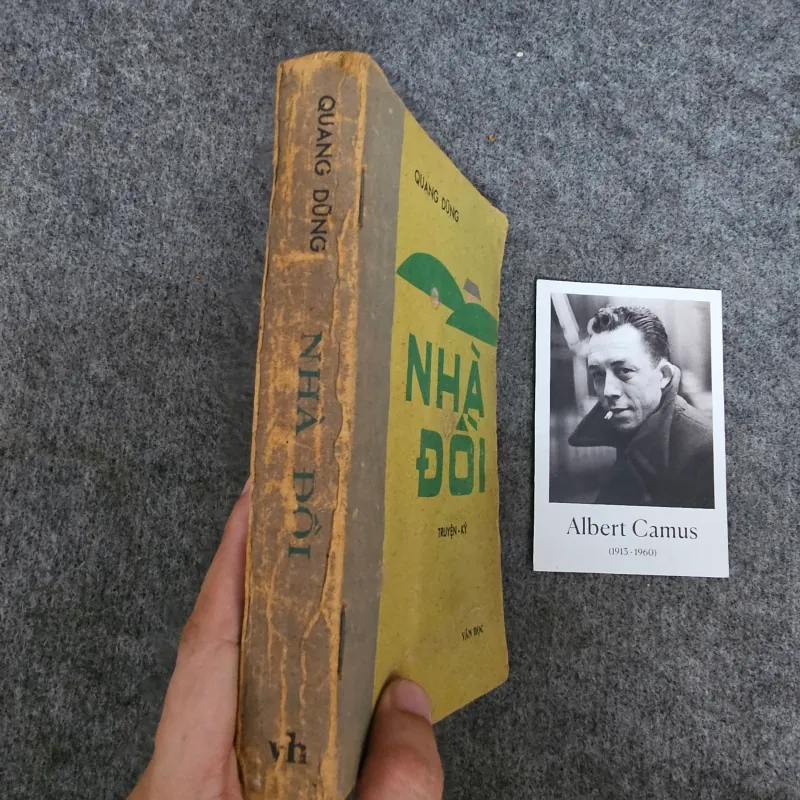 QUANG DŨNG
NHÀ ĐỒI
vh
QUANG DŨNG
NHÀ
ĐỒI
TRUYỆN - KÝ
VĂN HỌC
Albert Camus
(1913 - 1960)